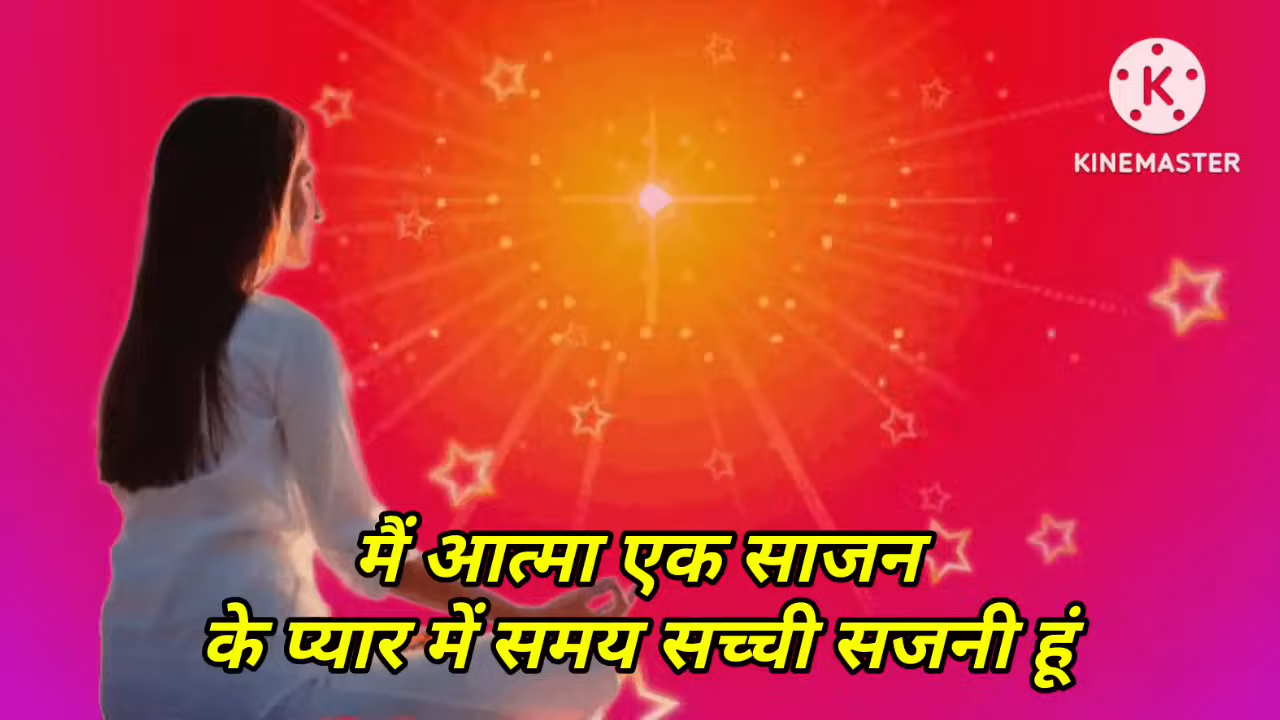 K
KINEMASTER
मैं आत्मा एक साजन
के प्यार में समय सच्ची सजनी हूं